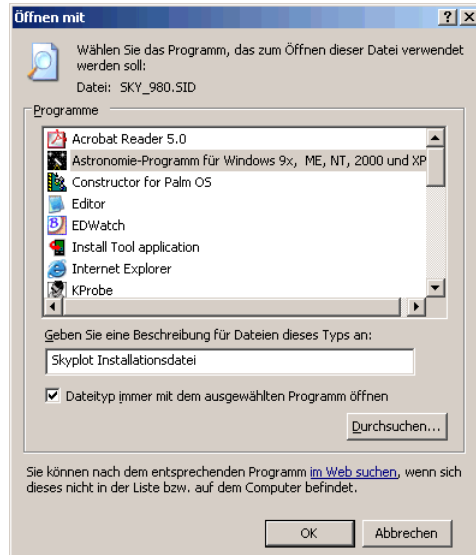 Öffnen mit
Wählen Sie das Programm, das zum Öffnen dieser Datei verwendet
werden soll:
Datei: SKY_980.SID
Programme
Acrobat Reader 5.0
Astronomie-Programm für Windows 9x, ME, NT, 2000 und XP
Constructor for Palm OS
Editor
EDWatch
Install Tool application
Internet Explorer
KProbe
Geben Sie eine Beschreibung für Dateien dieses Typs an:
Skyplot Installationsdatei
Dateityp immer mit dem ausgewählten Programm öffnen
Durchsuchen...
Sie können nach dem entsprechenden Programm im Web suchen, wenn sich
dieses nicht in der Liste bzw. auf dem Computer befindet.
OK
Abbrechen